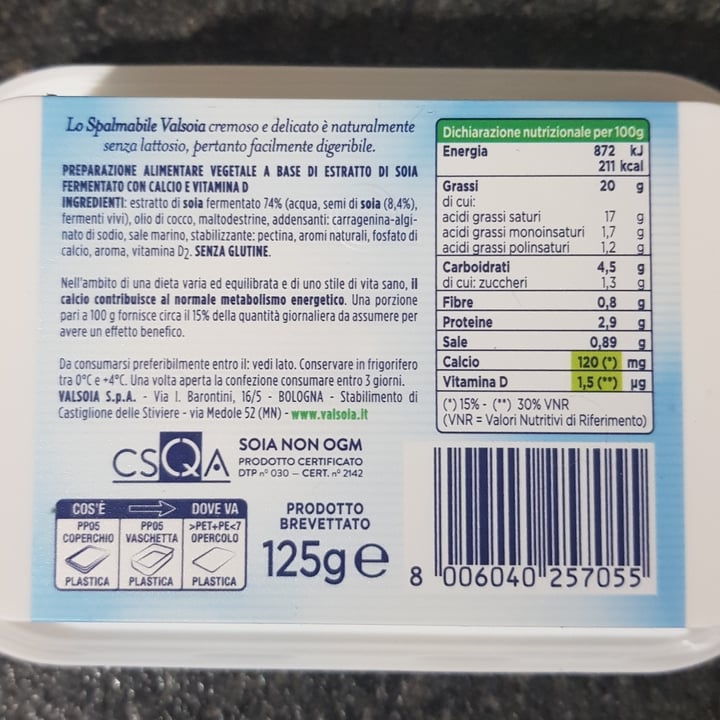 Lo Spalmabile Valsoia cremoso e delicato è naturalmente
senza lattosio, pertanto facilmente digeribile.
PREPARAZIONE ALIMENTARE VEGETALE A BASE DI ESTRATTO DI SOIA
FERMENTATO CON CALCIO E VITAMINA D
INGREDIENTI: estratto di soia fermentato 74% (acqua, semi di soia (8,4%),
fermenti vivi), olio di cocco, maltodestrine, addensanti: carragenina-algi-
nato di sodio, sale marino, stabilizzante: pectina, aromi naturali, fosfato di
calcio, aroma, vitamina D2. SENZA GLUTINE.
Nell'ambito di una dieta varia ed equilibrata e di uno stile di vita sano, il
calcio contribuisce al normale metabolismo energetico. Una porzione
pari a 100 g fornisce circa il 15% della quantità giornaliera da assumere per
avere un effetto benefico.
Da consumarsi preferibilmente entro il: vedi lato. Conservare in frigorifero
tra 0°C e +4°C. Una volta aperta la confezione consumare entro 3 giorni.
VALSOIA S.p.A. - Via I. Barontini, 16/5 - BOLOGNA - Stabilimento di
Castiglione delle Stiviere - via Medole 52 (MN) - www.valsoia.it
CSQA
SOIA NON OGM
PRODOTTO CERTIFICATO
DTP n° 030 – CERT. n° 2142
COS'È DOVE VA
PP05 PP05 >PET+PE<7
COPERCHIO VASCHETTA OPERCOLO
PLASTICA PLASTICA PLASTICA
PRODOTTO
BREVETTATO
125g e
Dichiarazione nutrizionale per 100g
Energia 872 kJ
211 kcal
Grassi 20 g
di cui:
acidi grassi saturi 17 g
acidi grassi monoinsaturi 1,7 g
acidi grassi polinsaturi 1,2 g
Carboidrati 4,5 g
di cui: zuccheri 1,3 g
Fibre 0,8 g
Proteine 2,9 g
Sale 0,89 g
Calcio 120 (*) mg
Vitamina D 1,5 (**) µg
(*) 15% - (**) 30% VNR
(VNR = Valori Nutritivi di Riferimento)
8 006040 257055